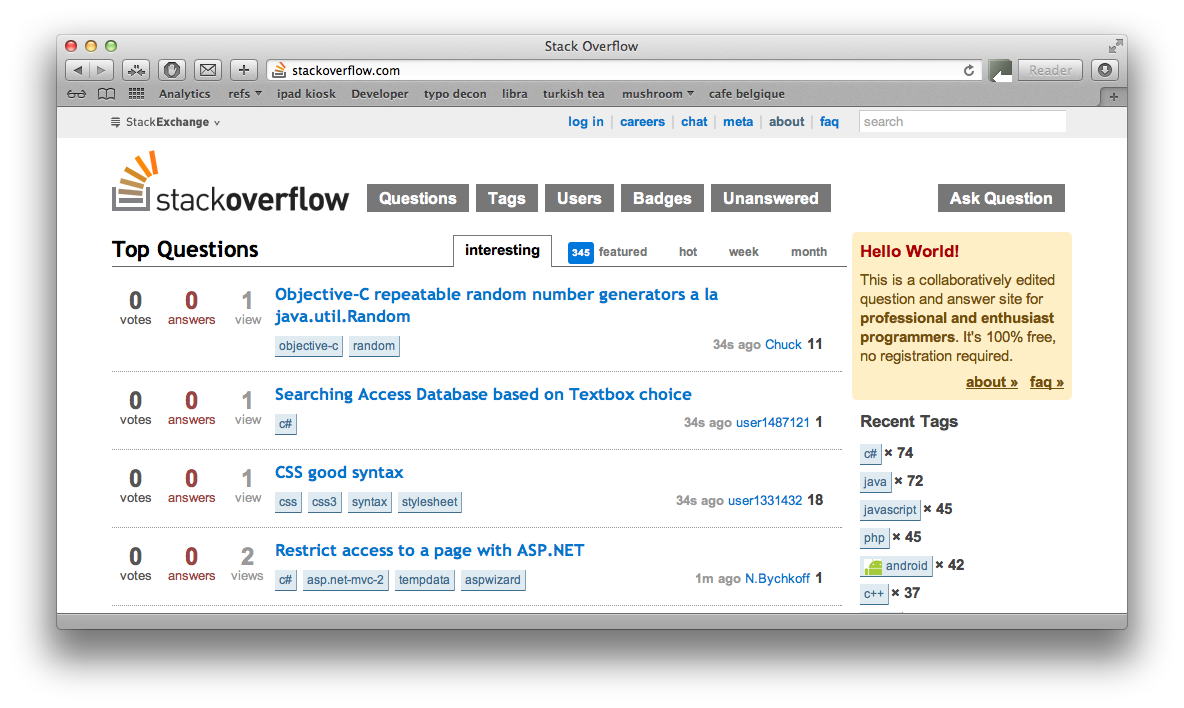 Stack Overflow
stackoverflow.com
Reader
Analytics refs ipad kiosk Developer typo decon libra turkish tea mushroom cafe belgique
StackExchange log in | careers | chat | meta | about | faq search
stackoverflow Questions Tags Users Badges Unanswered Ask Question
Top Questions interesting 345 featured hot week month
0 votes 0 answers 1 view
Objective-C repeatable random number generators a la
java.util.Random
objective-c random
34s ago Chuck 11
0 votes 0 answers 1 view
Searching Access Database based on Textbox choice
c#
34s ago user1487121 1
0 votes 0 answers 1 view
CSS good syntax
css css3 syntax stylesheet
34s ago user1331432 18
0 votes 0 answers 2 views
Restrict access to a page with ASP.NET
c# asp.net-mvc-2 tempdata aspwizard
1m ago N.Bychkoff 1
Hello World!
This is a collaboratively edited
question and answer site for
professional and enthusiast
programmers. It's 100% free,
no registration required.
about » faq »
Recent Tags
c# × 74
java × 72
javascript × 45
php × 45
android × 42
c++ × 37